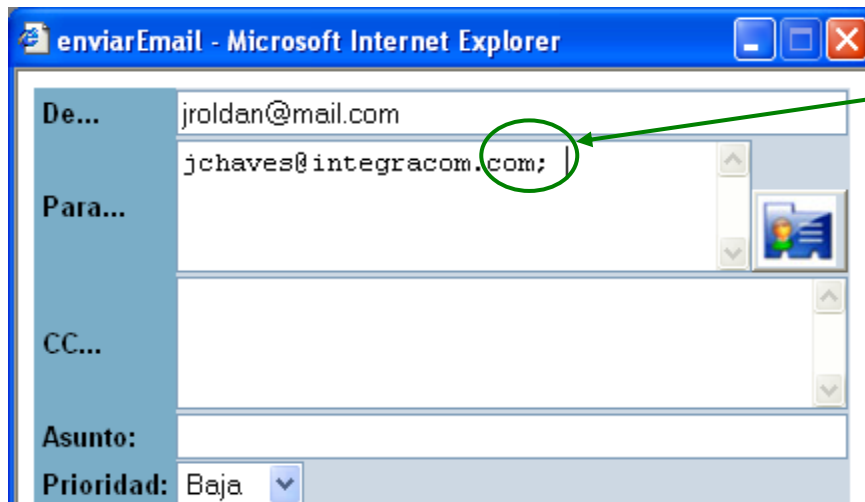 enviarEmail - Microsoft Internet Explorer
De... jroldan@mail.com
jchaves@integracom.com;
Para...
CC...
Asunto:
Prioridad: Baja